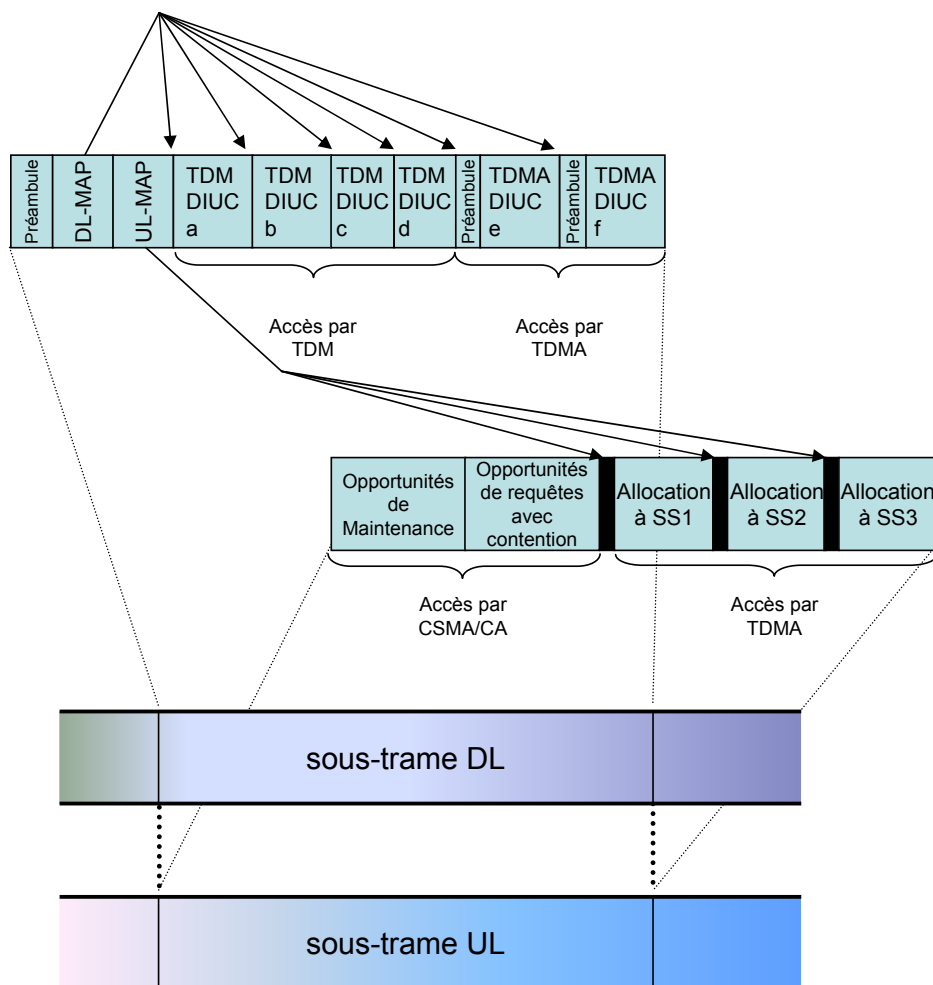 Préambule
DL-MAP
UL-MAP
TDM
DIUC
a
TDM
DIUC
b
TDM
DIUC
c
TDM
DIUC
d
Préambule
TDMA
DIUC
e
Préambule
TDMA
DIUC
f
Accès par
TDM
Accès par
TDMA
Opportunités
de
Maintenance
Opportunités
de requêtes
avec
contention
Allocation
à SS1
Allocation
à SS2
Allocation
à SS3
Accès par
CSMA/CA
Accès par
TDMA
sous-trame DL
sous-trame UL